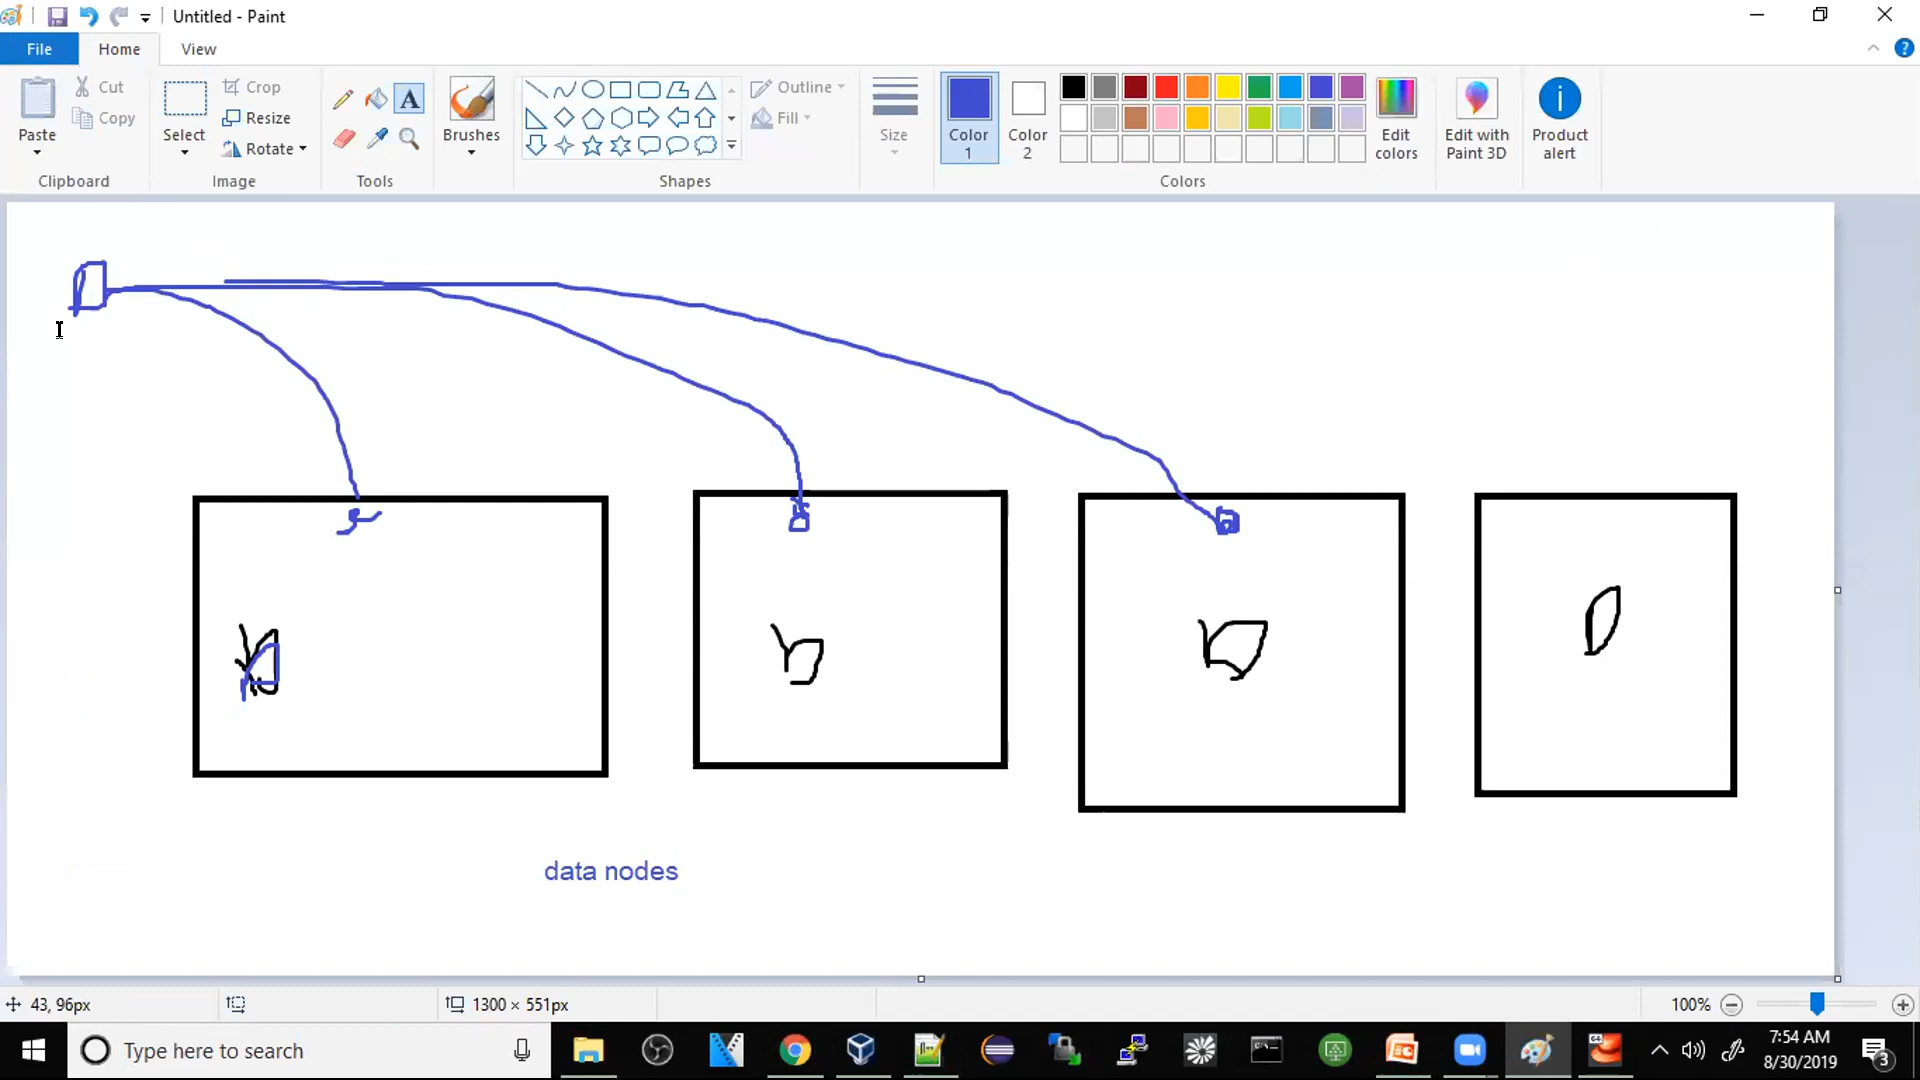 Untitled - Paint
File
Home
View
Paste
Cut
Copy
Clipboard
Select
Crop
Resize
Rotate
Image
A
Tools
Brushes
Shapes
Outline
Fill
Size
Color 1
Color 2
Edit colors
Colors
Edit with Paint 3D
Product alert
data nodes
43, 96px
1300 × 551px
100%
Type here to search
7:54 AM
8/30/2019
3